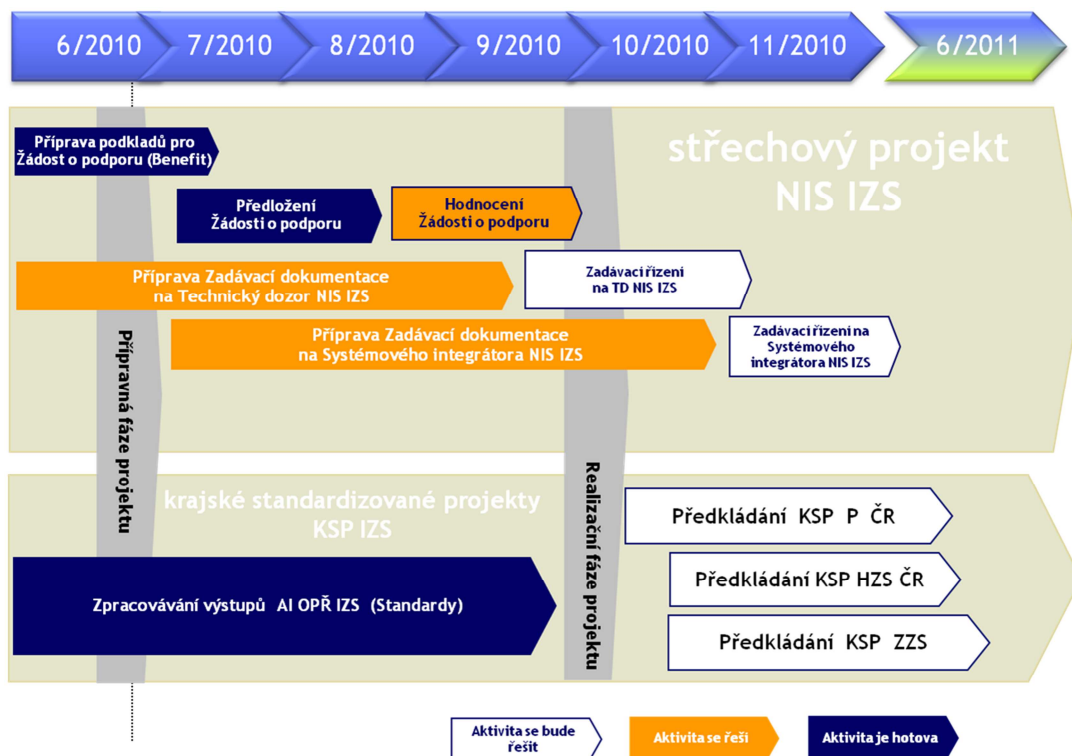 6/2010
7/2010
8/2010
9/2010
10/2010
11/2010
6/2011
střechový projekt
NIS IZS
Příprava podkladů pro
Žádost o podporu (Benefit)
Předložení
Žádosti o podporu
Hodnocení
Žádosti o podporu
Příprava Zadávací dokumentace
na Technický dozor NIS IZS
Zadávací řízení
na TD NIS IZS
Příprava Zadávací dokumentace
na Systémového integrátora NIS IZS
Zadávací řízení na
Systémového
integrátora NIS IZS
Přípravná fáze projektu
Realizační fáze projektu
krajské standardizované projekty
KSP IZS
Předkládání KSP P ČR
Předkládání KSP HZS ČR
Předkládání KSP ZZS
Zpracovávání výstupů AI OPŘ IZS (Standardy)
Aktivita se bude
řešit
Aktivita se řeší
Aktivita je hotova